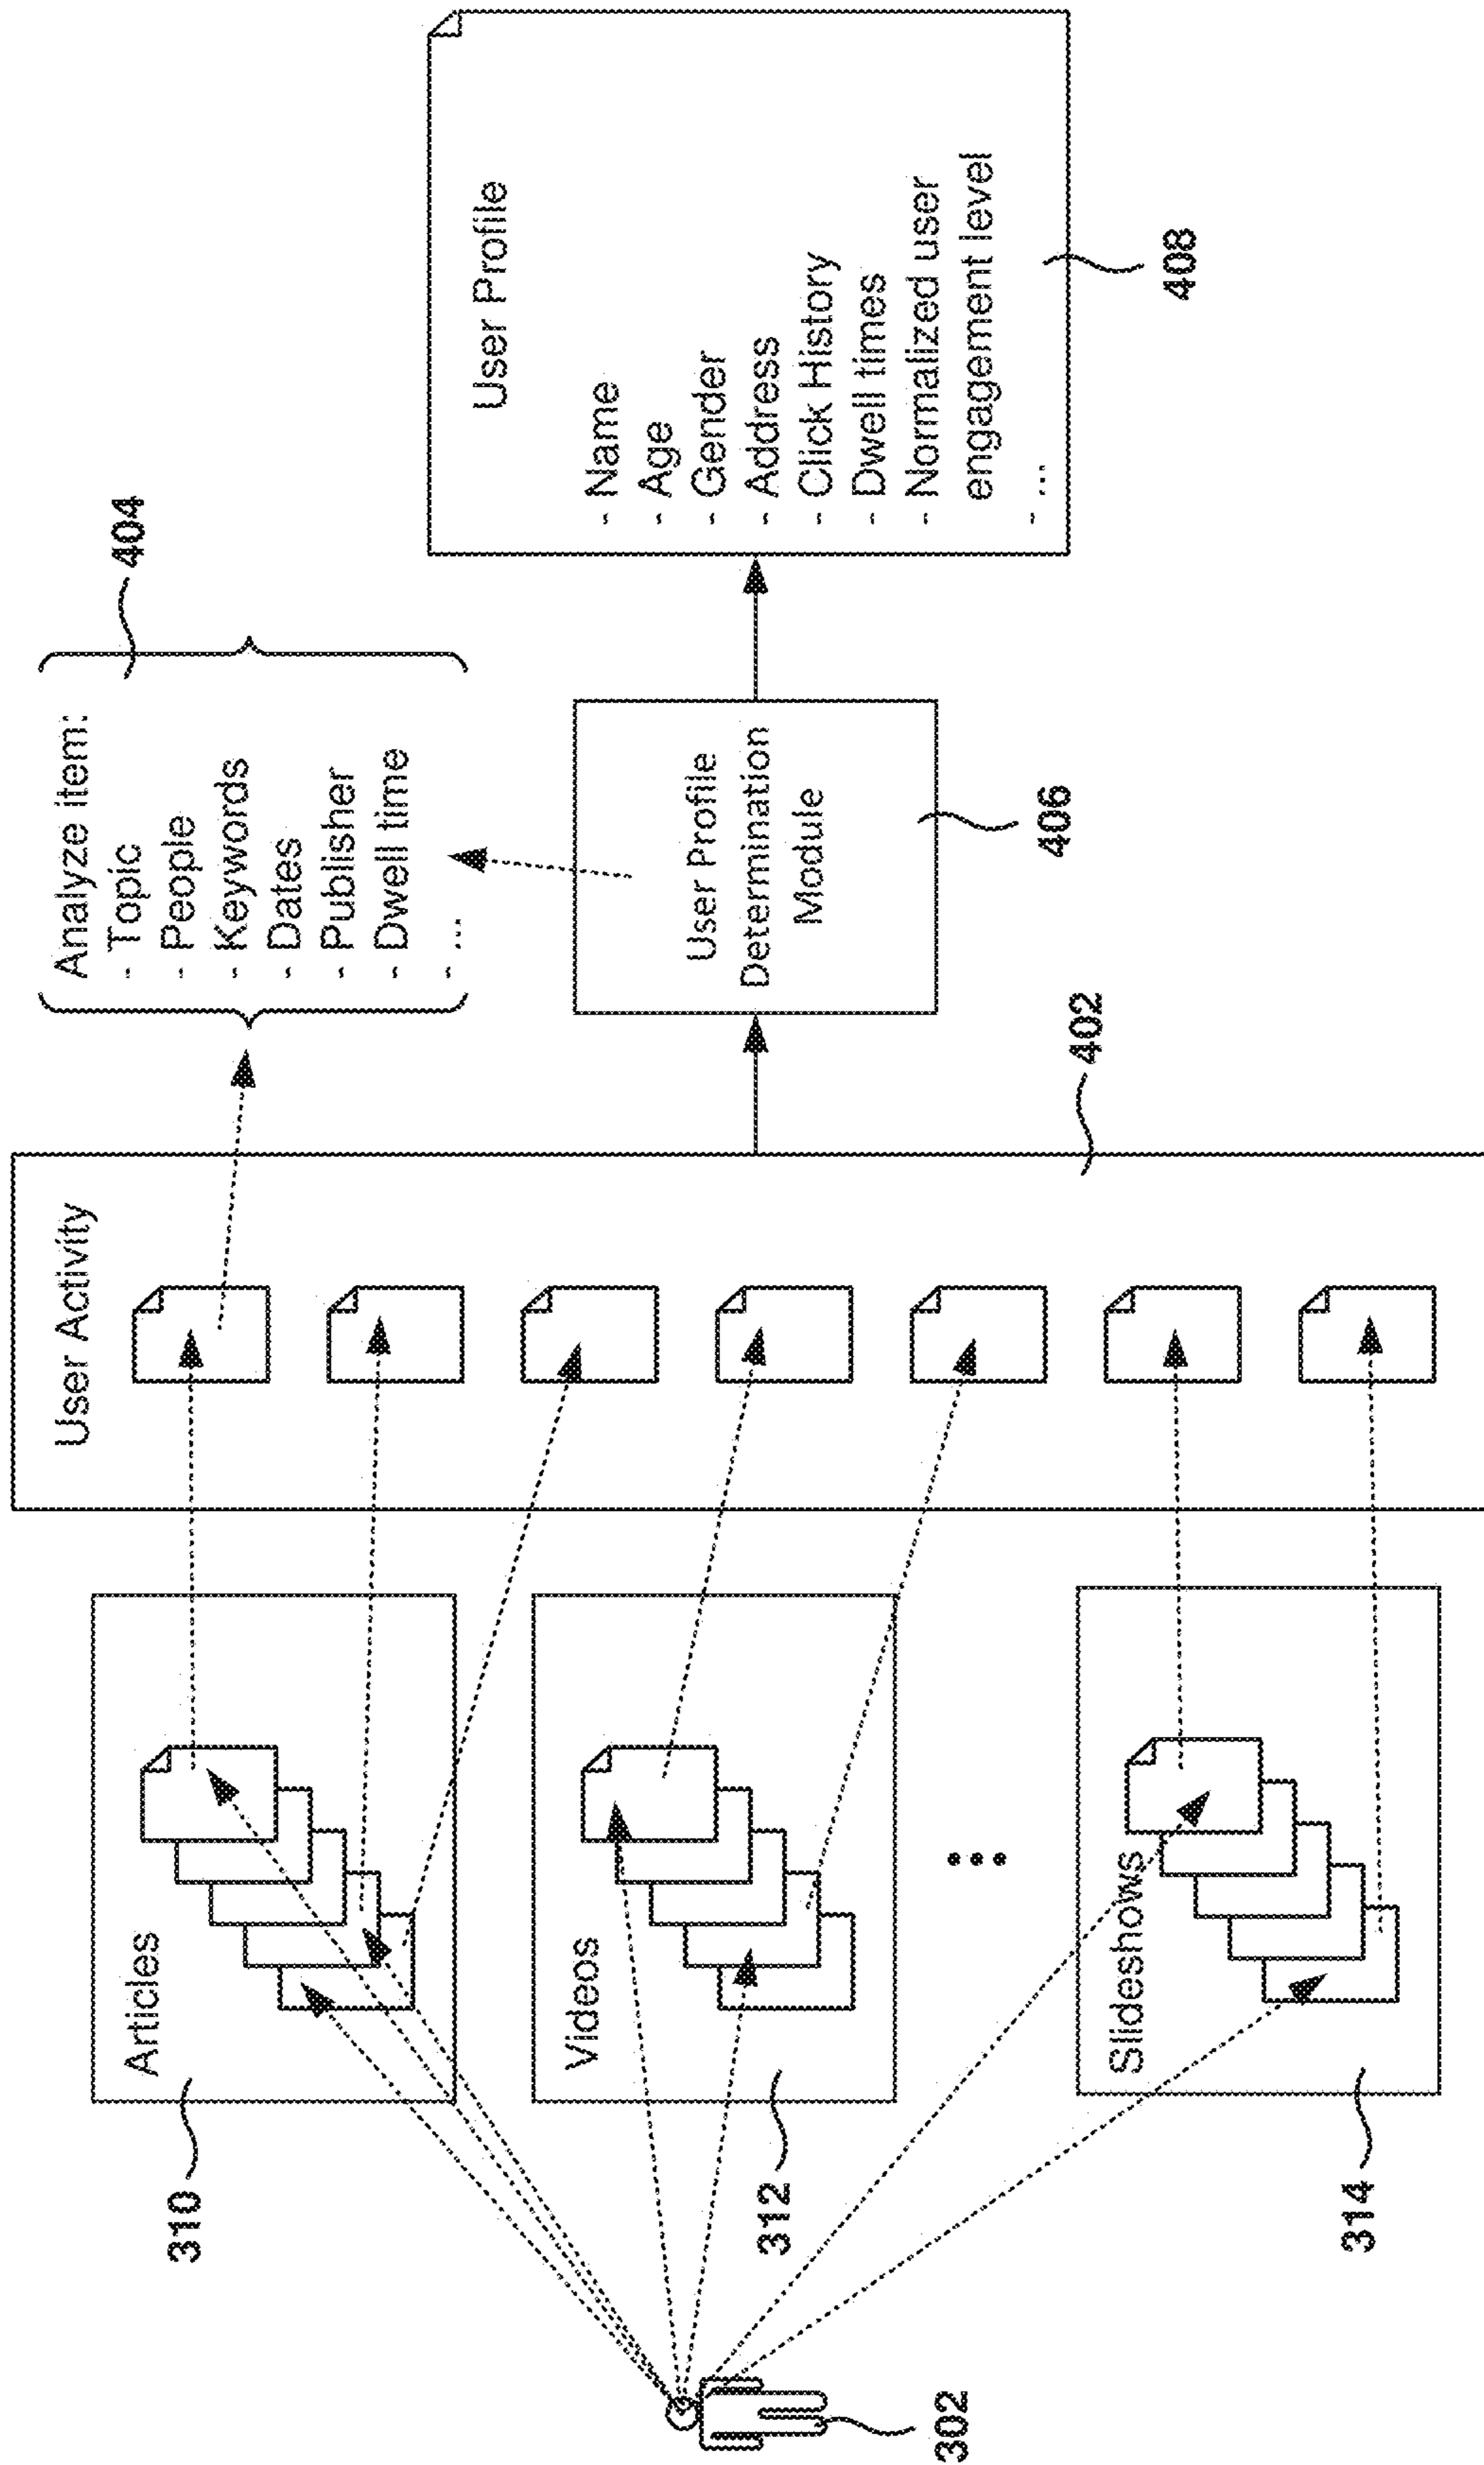 302
310
Articles
312
Videos
...
314
Slideshows
User Activity
402
Analyze item:
- Topic
- People
- Keywords
- Dates
- Publisher
- Dwell time
- ...
404
User Profile
Determination
Module
406
User Profile
- Name
- Age
- Gender
- Address
- Click History
- Dwell times
- Normalized user
engagement level
- ...
408